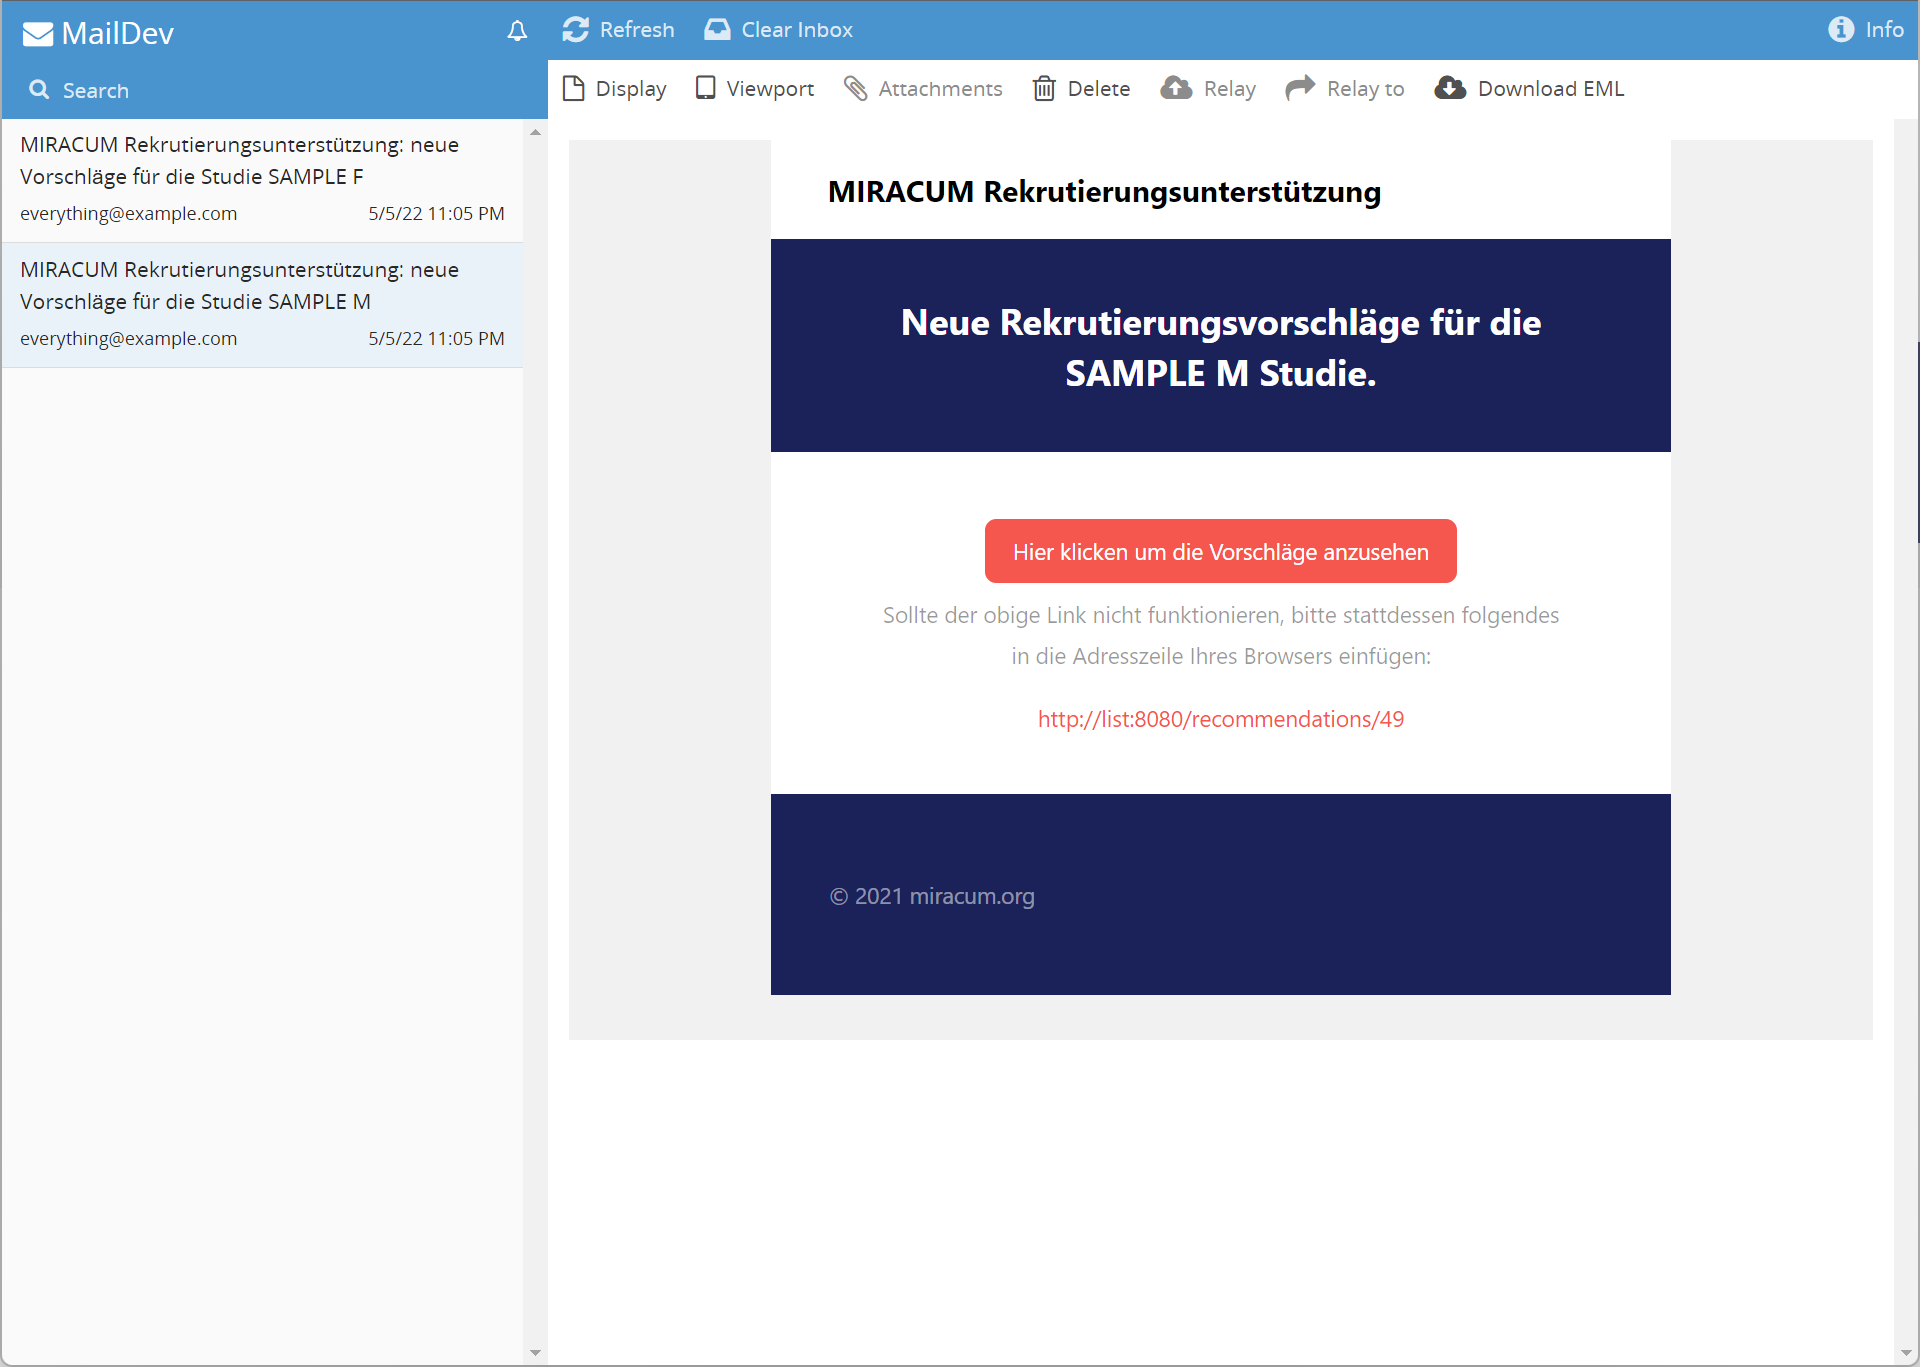 MailDev
Refresh
Clear Inbox
Info
Search
Display
Viewport
Attachments
Delete
Relay
Relay to
Download EML
MIRACUM Rekrutierungsunterstützung: neue
Vorschläge für die Studie SAMPLE F
everything@example.com 5/5/22 11:05 PM
MIRACUM Rekrutierungsunterstützung: neue
Vorschläge für die Studie SAMPLE M
everything@example.com 5/5/22 11:05 PM
MIRACUM Rekrutierungsunterstützung
Neue Rekrutierungsvorschläge für die
SAMPLE M Studie.
Hier klicken um die Vorschläge anzusehen
Sollte der obige Link nicht funktionieren, bitte stattdessen folgendes
in die Adresszeile Ihres Browsers einfügen:
http://list:8080/recommendations/49
© 2021 miracum.org